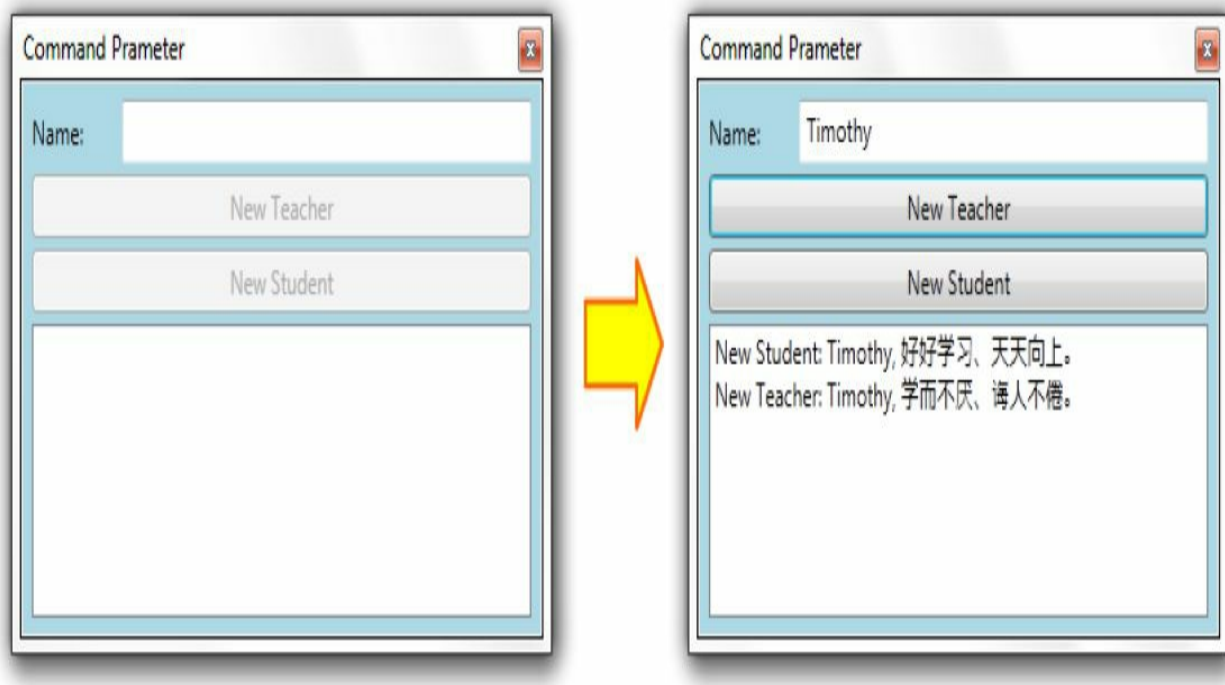 Command Prameter
Name:
New Teacher
New Student
Command Prameter
Name: Timothy
New Teacher
New Student
New Student: Timothy, 好好学习、天天向上。
New Teacher: Timothy, 学而不厌、诲人不倦。